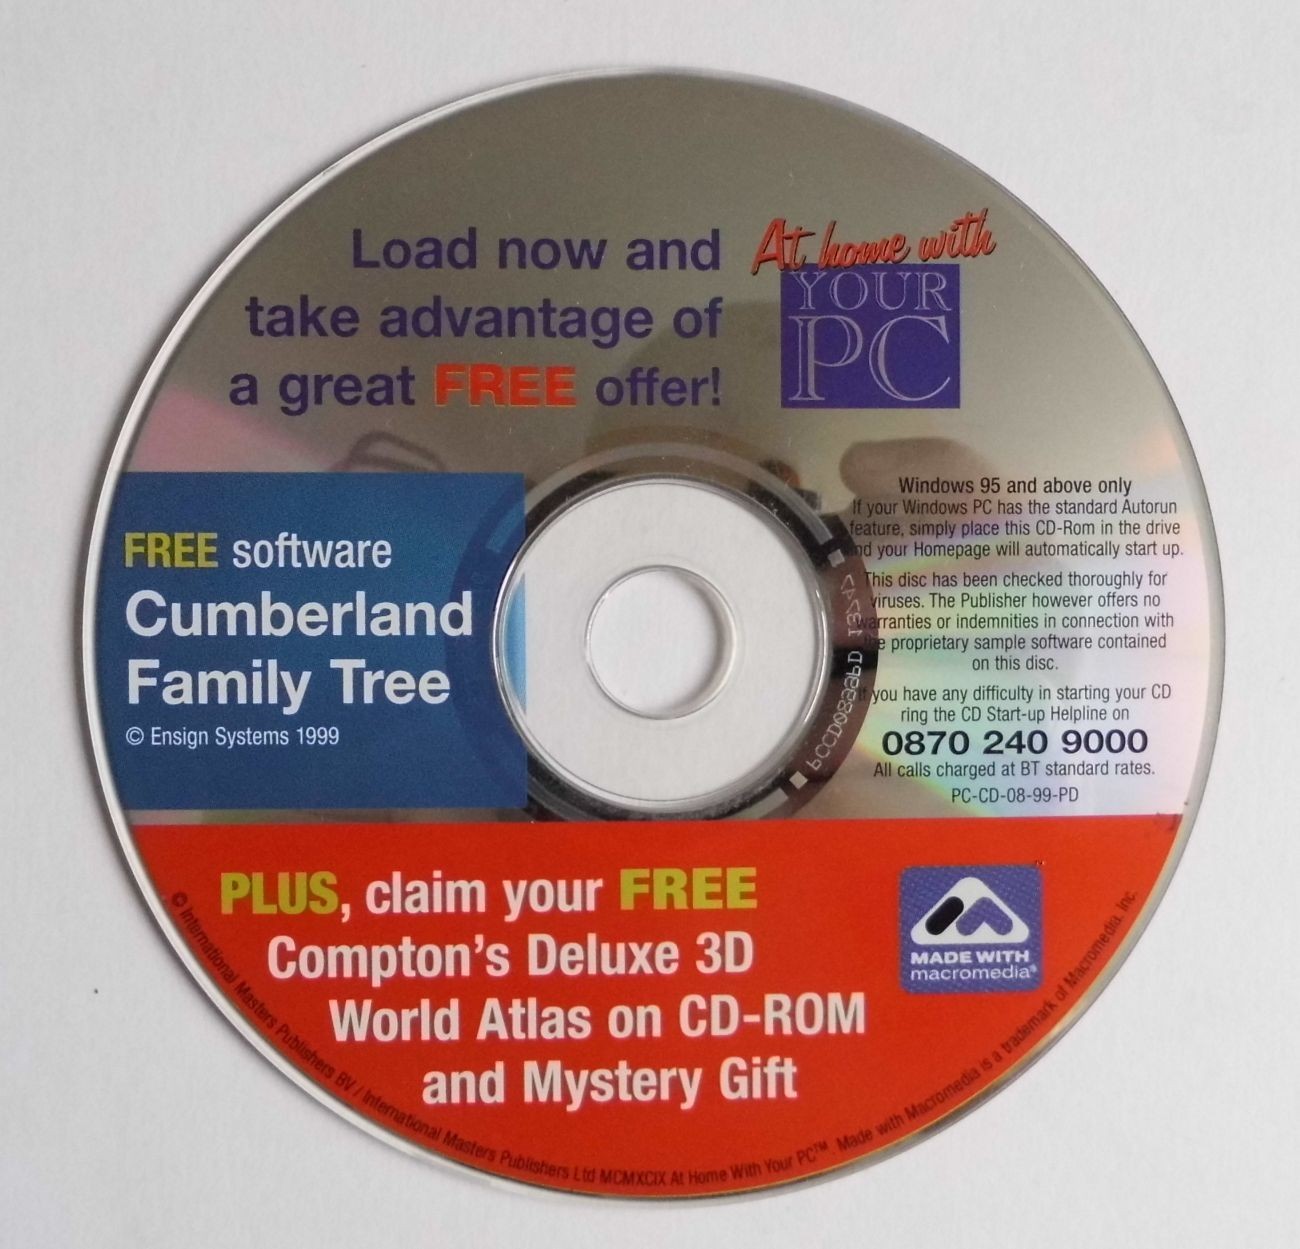 Load now and
take advantage of
a great FREE offer!
At home with
YOUR
PC
FREE software
Cumberland
Family Tree
© Ensign Systems 1999
Windows 95 and above only
If your Windows PC has the standard Autorun
feature, simply place this CD-Rom in the drive
and your Homepage will automatically start up.
This disc has been checked thoroughly for
viruses. The Publisher however offers no
warranties or indemnities in connection with
the proprietary sample software contained
on this disc.
If you have any difficulty in starting your CD
ring the CD Start-up Helpline on
0870 240 9000
All calls charged at BT standard rates.
PC-CD-08-99-PD
PLUS, claim your FREE
Compton's Deluxe 3D
World Atlas on CD-ROM
and Mystery Gift
MADE WITH
macromedia®
© International Masters Publishers BV / International Masters Publishers Ltd MCMXCIX At Home With Your PC™. Made with Macromedia is a trademark of Macromedia, Inc.